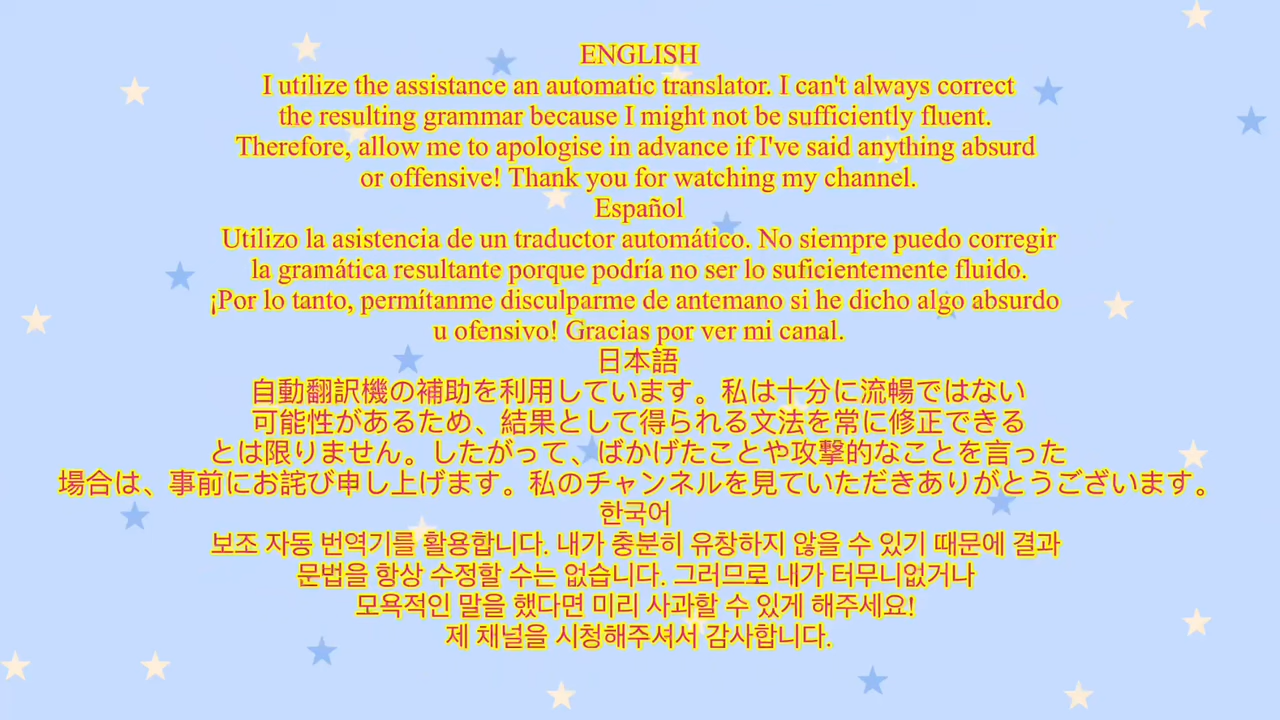 ENGLISH
I utilize the assistance an automatic translator. I can't always correct
the resulting grammar because I might not be sufficiently fluent.
Therefore, allow me to apologise in advance if I've said anything absurd
or offensive! Thank you for watching my channel.
Español
Utilizo la asistencia de un traductor automático. No siempre puedo corregir
la gramática resultante porque podría no ser lo suficientemente fluido.
¡Por lo tanto, permítanme disculparme de antemano si he dicho algo absurdo
u ofensivo! Gracias por ver mi canal.
日本語
自動翻訳機の補助を利用しています。私は十分に流暢ではない
可能性があるため、結果として得られる文法を常に修正できる
とは限りません。したがって、ばかげたことや攻撃的なことを言った
場合は、事前にお詫び申し上げます。私のチャンネルを見ていただきありがとうございます。
한국어
보조 자동 번역기를 활용합니다. 내가 충분히 유창하지 않을 수 있기 때문에 결과
문법을 항상 수정할 수는 없습니다. 그러므로 내가 터무니없거나
모욕적인 말을 했다면 미리 사과할 수 있게 해주세요!
제 채널을 시청해주셔서 감사합니다.